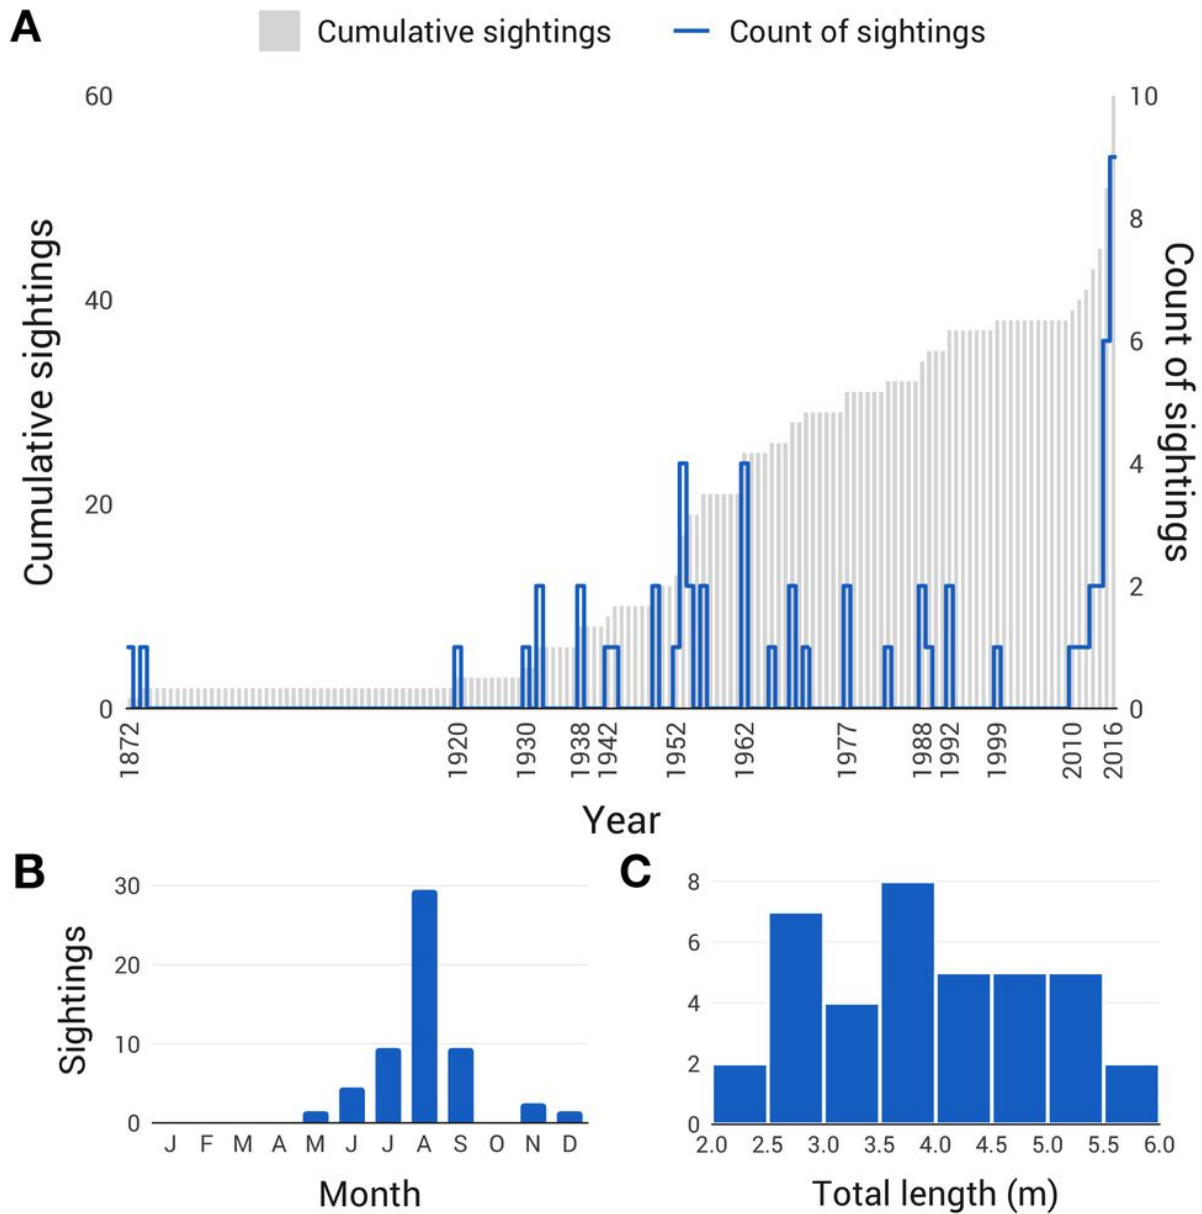 A
Cumulative sightings Count of sightings
60 10
8
40
6
4
20
2
0 0
Cumulative sightings
Count of sightings
1872 1920 1930 1938 1942 1952 1962 1977 1988 1992 1999 2010 2016
Year
B
30
20
10
0
Sightings
J F M A M J J A S O N D
Month
C
8
6
4
2
0
2.0 2.5 3.0 3.5 4.0 4.5 5.0 5.5 6.0
Total length (m)